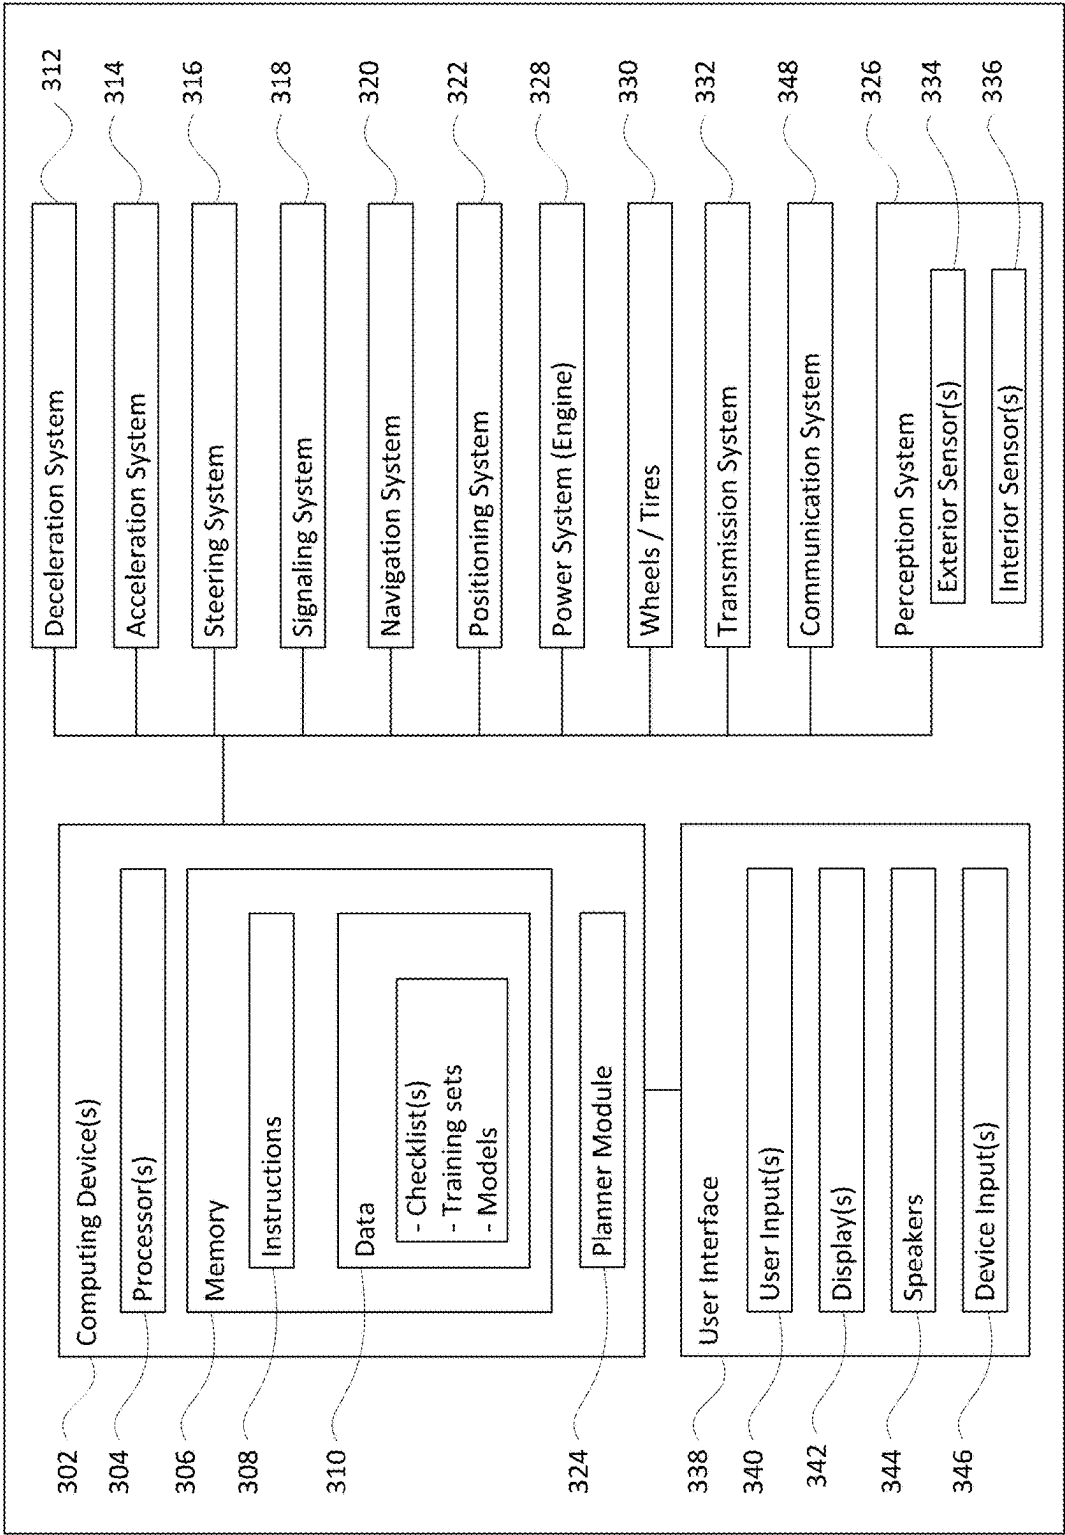 302
Computing Device(s)
304
Processor(s)
306
Memory
308
Instructions
310
Data
- Checklist(s)
- Training sets
- Models
324
Planner Module
338
User Interface
340
User Input(s)
342
Display(s)
344
Speakers
346
Device Input(s)
Deceleration System
312
Acceleration System
314
Steering System
316
Signaling System
318
Navigation System
320
Positioning System
322
Power System (Engine)
328
Wheels / Tires
330
Transmission System
332
Communication System
348
Perception System
326
Exterior Sensor(s)
334
Interior Sensor(s)
336